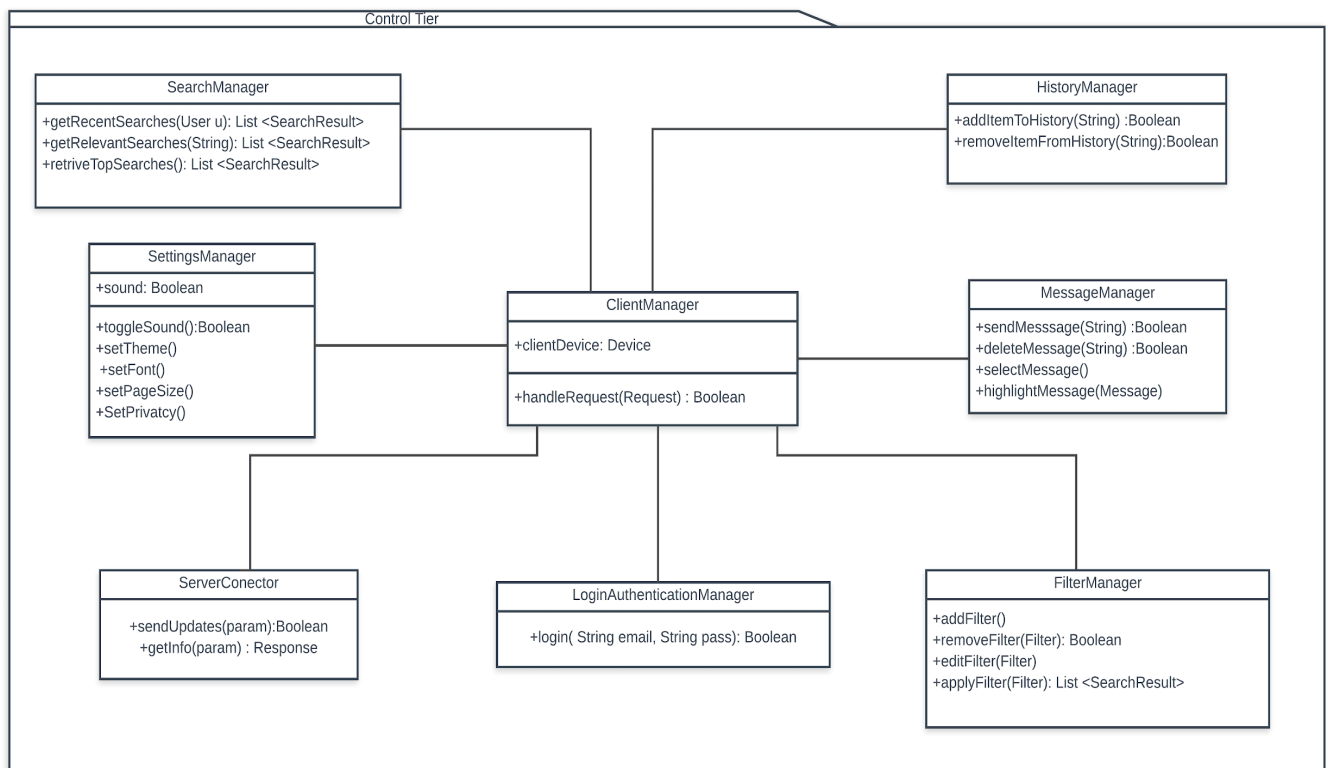 Control Tier
SearchManager
+getRecentSearches(User u): List <SearchResult>
+getRelevantSearches(String): List <SearchResult>
+retriveTopSearches(): List <SearchResult>
HistoryManager
+addItemToHistory(String) :Boolean
+removeItemFromHistory(String):Boolean
SettingsManager
+sound: Boolean
+toggleSound():Boolean
+setTheme()
+setFont()
+setPageSize()
+SetPrivatcy()
ClientManager
+clientDevice: Device
+handleRequest(Request) : Boolean
MessageManager
+sendMesssage(String) :Boolean
+deleteMessage(String) :Boolean
+selectMessage()
+highlightMessage(Message)
ServerConector
+sendUpdates(param):Boolean
+getInfo(param) : Response
LoginAuthenticationManager
+login( String email, String pass): Boolean
FilterManager
+addFilter()
+removeFilter(Filter): Boolean
+editFilter(Filter)
+applyFilter(Filter): List <SearchResult>